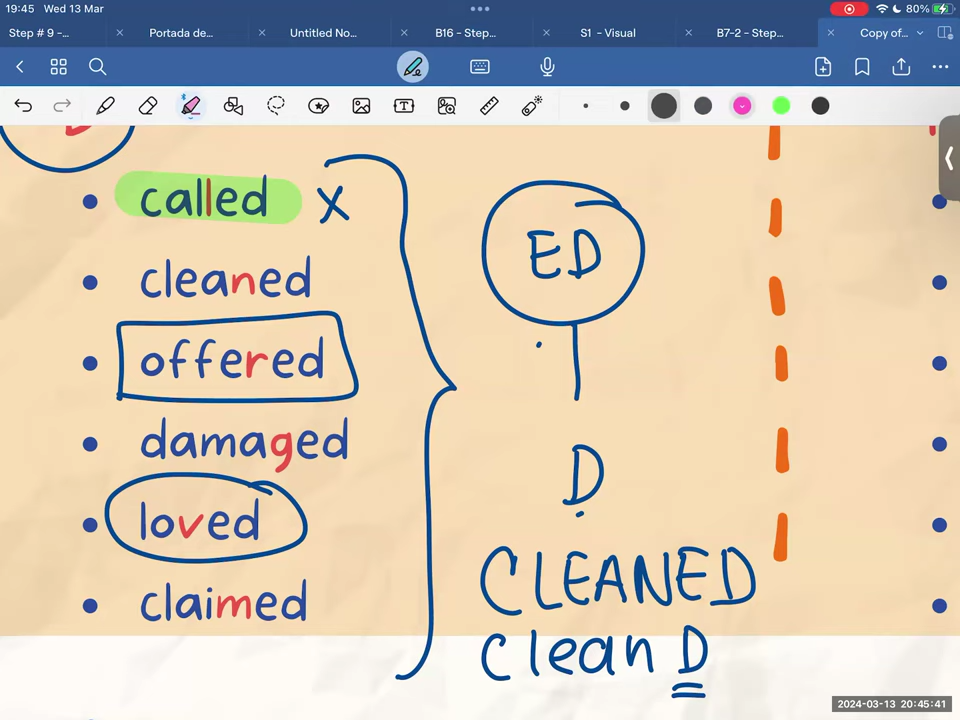 19:45 Wed 13 Mar
80%
Step # 9 –...
Portada de...
Untitled No...
B16 - Step...
S1 - Visual
B7-2 - Step...
Copy of...
called X
cleaned
offered
damaged
loved
claimed
ED
D
CLEANED
clean D
2024-03-13 20:45:41